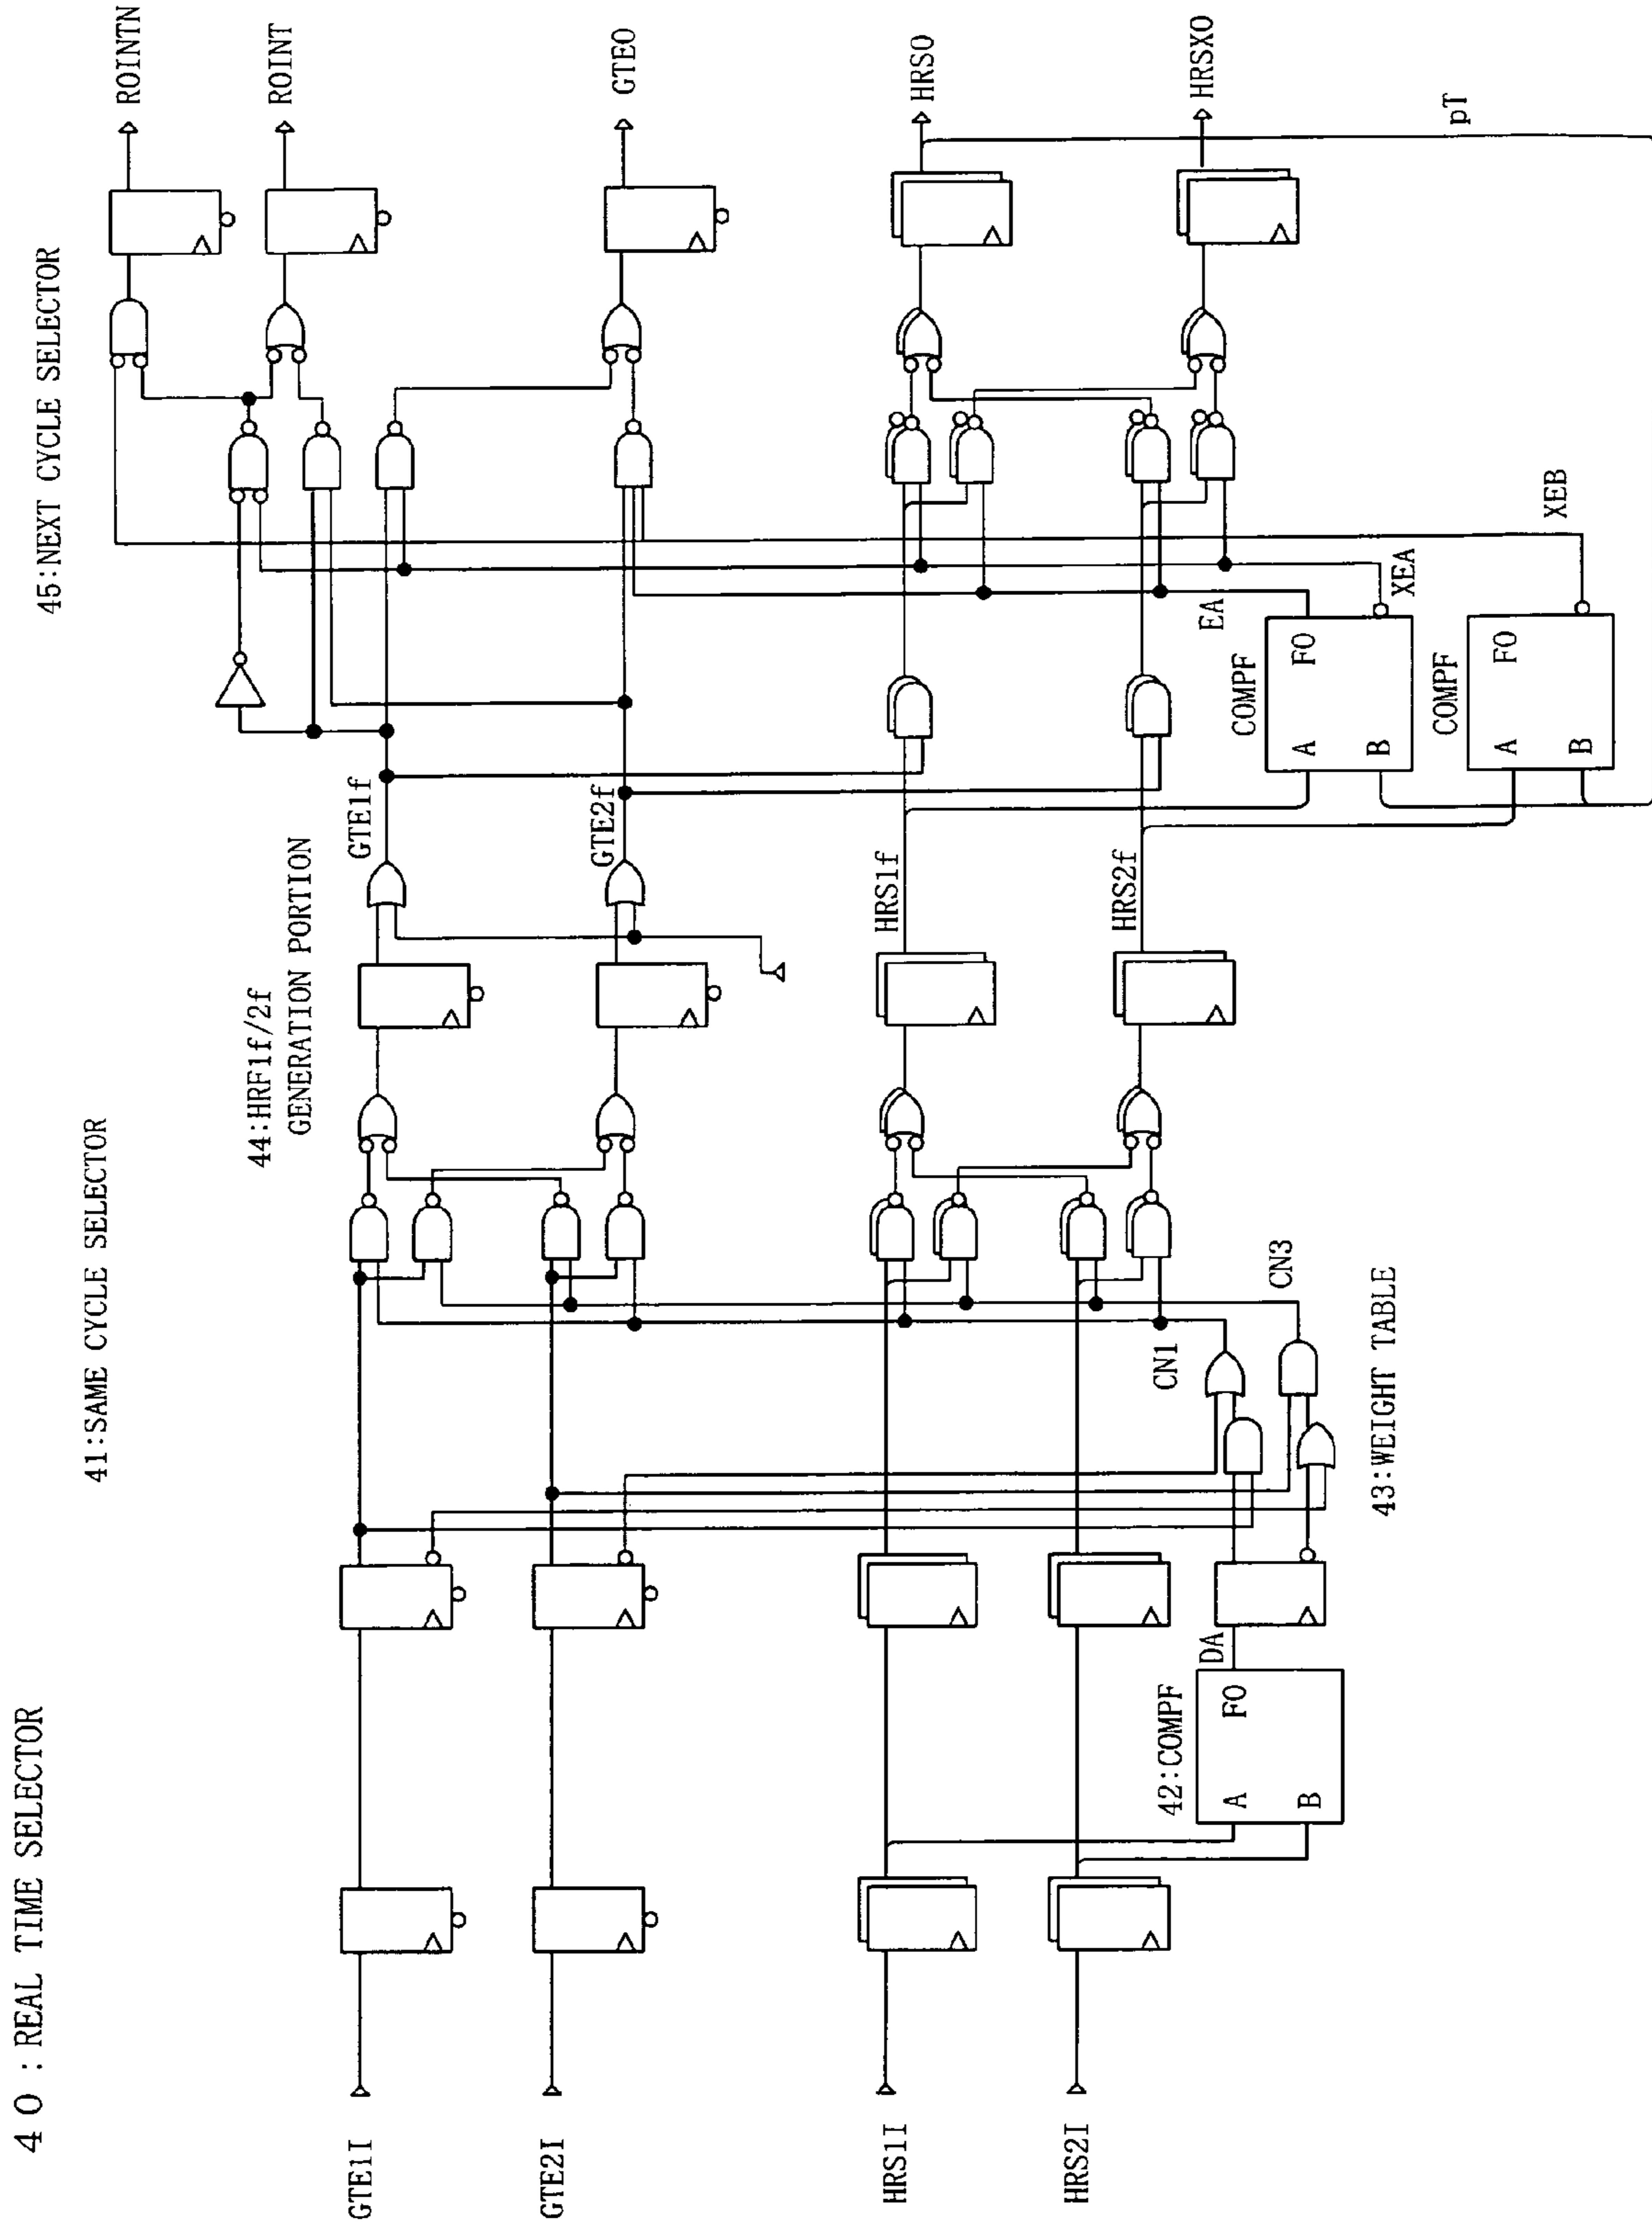 40:REAL TIME SELECTOR
41:SAME CYCLE SELECTOR
45:NEXT CYCLE SELECTOR
44:HRF1f/2f
GENERATION PORTION
GTE1I
GTE1f
ROINTN
ROINT
GTE2I
GTE2f
GTEO
HRS1I
HRS1f
HRSO
HRS2I
HRS2f
HRSXO
42:COMPF
A
B
FO
DA
CN1
CN3
43:WEIGHT TABLE
COMPF
A
B
FO
EA
XEA
COMPF
A
B
FO
XEB
pT